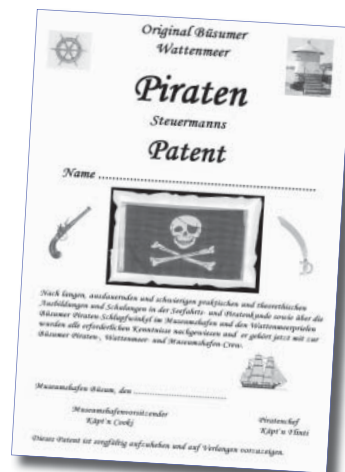 Original Büsumer
Wattenmeer
Piraten
Steuermanns
Patent
Name ................................................
Nach langen, ausdauernden und schwierigen praktischen und theoretischen
Ausbildungen und Schulungen in der Seefahrts- und Piratenkunde sowie über die
Büsumer Piraten-Schlupfwinkel im Museumshafen und den Wattenmeerprielen
wurden alle erforderlichen Kenntnisse nachgewiesen und er gehört jetzt mit zur
Büsumer Piraten-, Wattenmeer- und Museumshafen-Crew.
Museumshafen Büsum, den ................................
Museumshafenvorsitzender
Piratenchef
Käpt'n Cooki
Käpt'n Flinti
Dieses Patent ist sorgfältig aufzuheben und auf Verlangen vorzuzeigen.